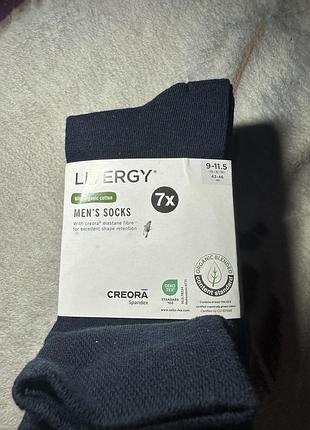 LIVERGY®
With organic cotton
MEN'S SOCKS
With creora® elastane fibre
for excellent shape retention
7x
9-11.5
43-46
CREORA
Spandex
OEKO
TEX®
STANDARD
100
ORGANIC BLENDED
content standard